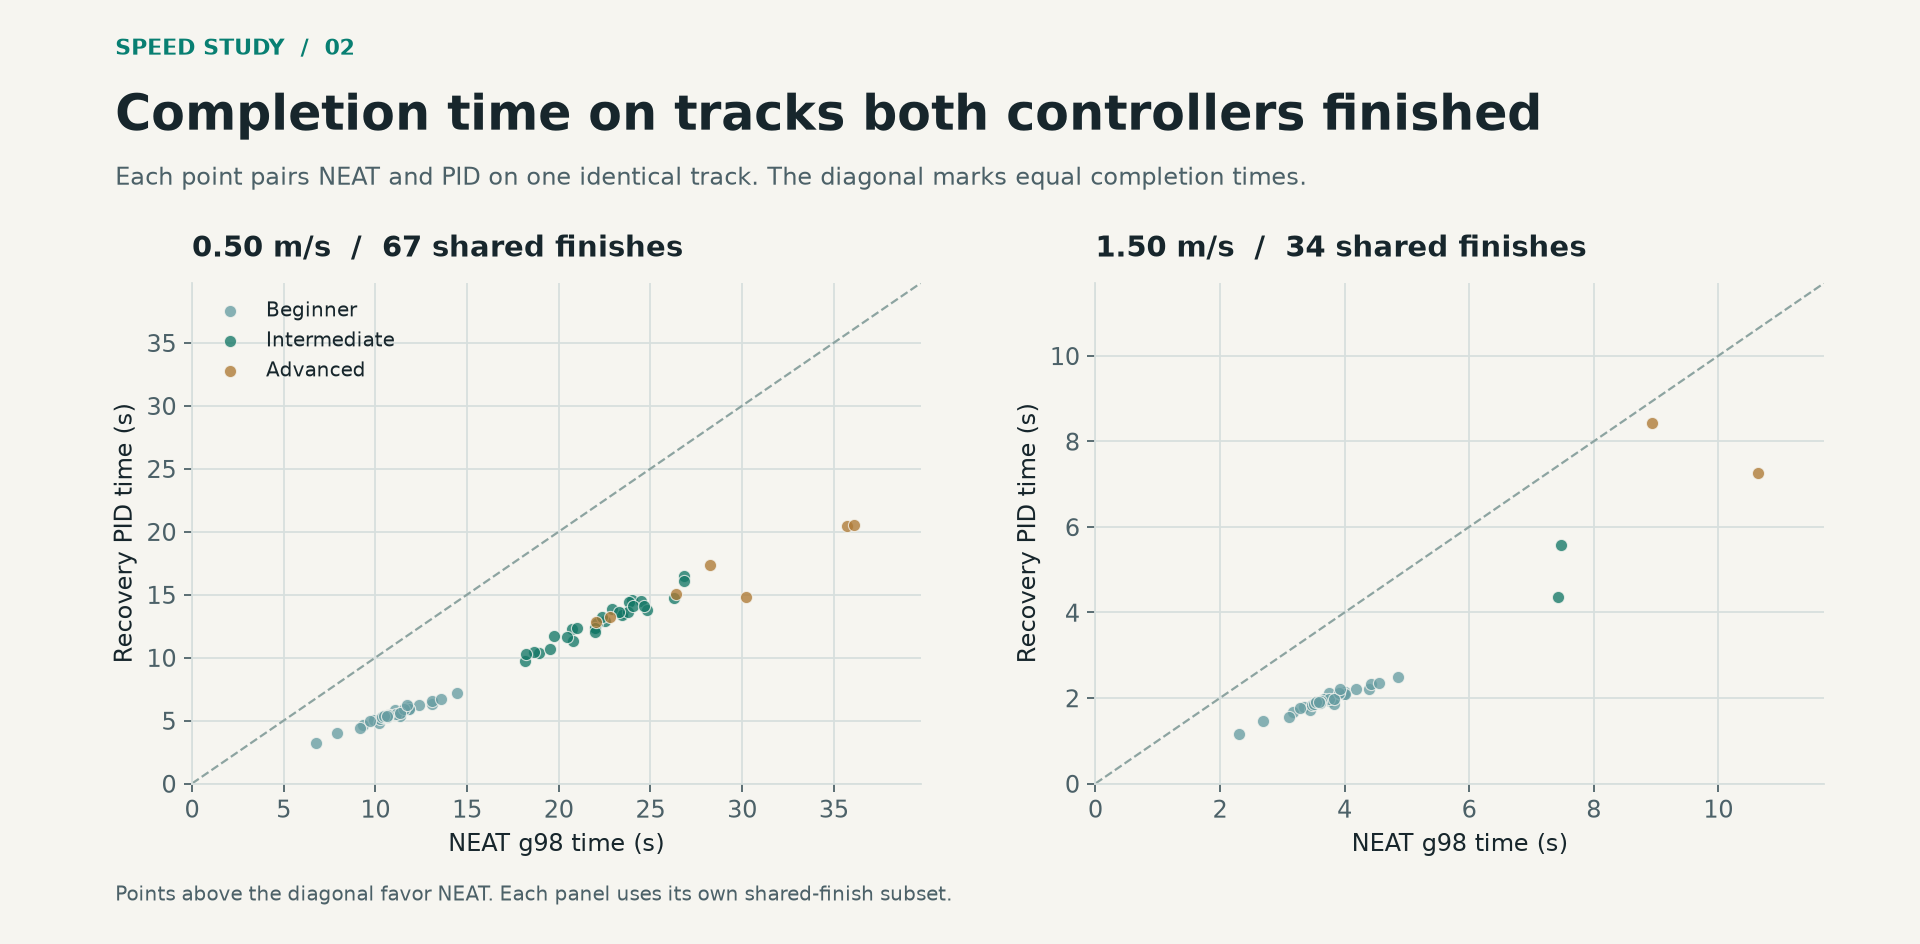 SPEED STUDY / 02
Completion time on tracks both controllers finished
Each point pairs NEAT and PID on one identical track. The diagonal marks equal completion times.
0.50 m/s / 67 shared finishes
Beginner
Intermediate
Advanced
Recovery PID time (s)
35
30
25
20
15
10
5
0
0 5 10 15 20 25 30 35
NEAT g98 time (s)
1.50 m/s / 34 shared finishes
Recovery PID time (s)
10
8
6
4
2
0
0 2 4 6 8 10
NEAT g98 time (s)
Points above the diagonal favor NEAT. Each panel uses its own shared-finish subset.